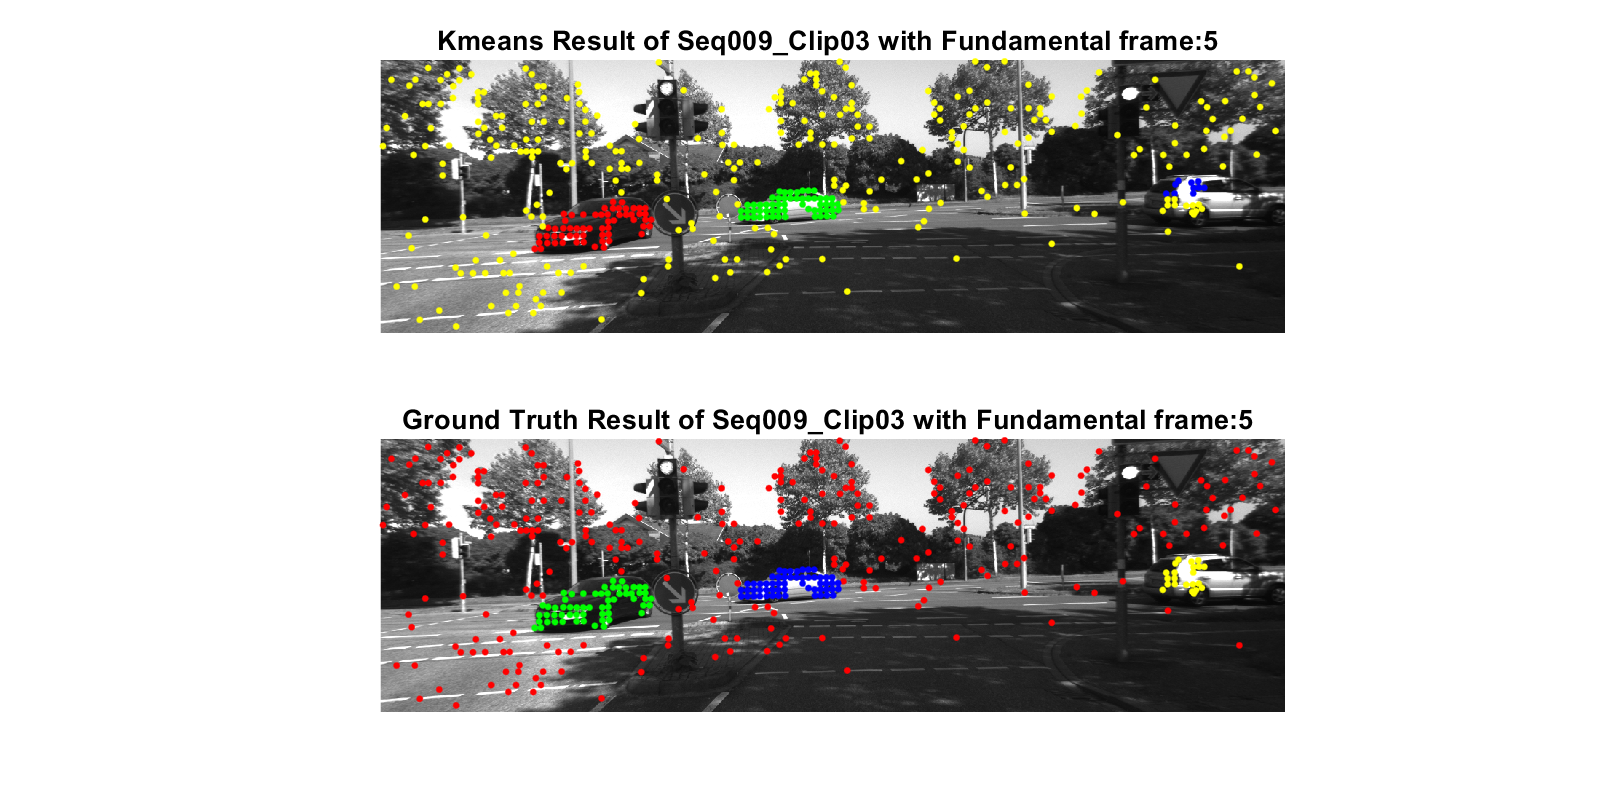 Kmeans Result of Seq009_Clip03 with Fundamental frame:5
Ground Truth Result of Seq009_Clip03 with Fundamental frame:5